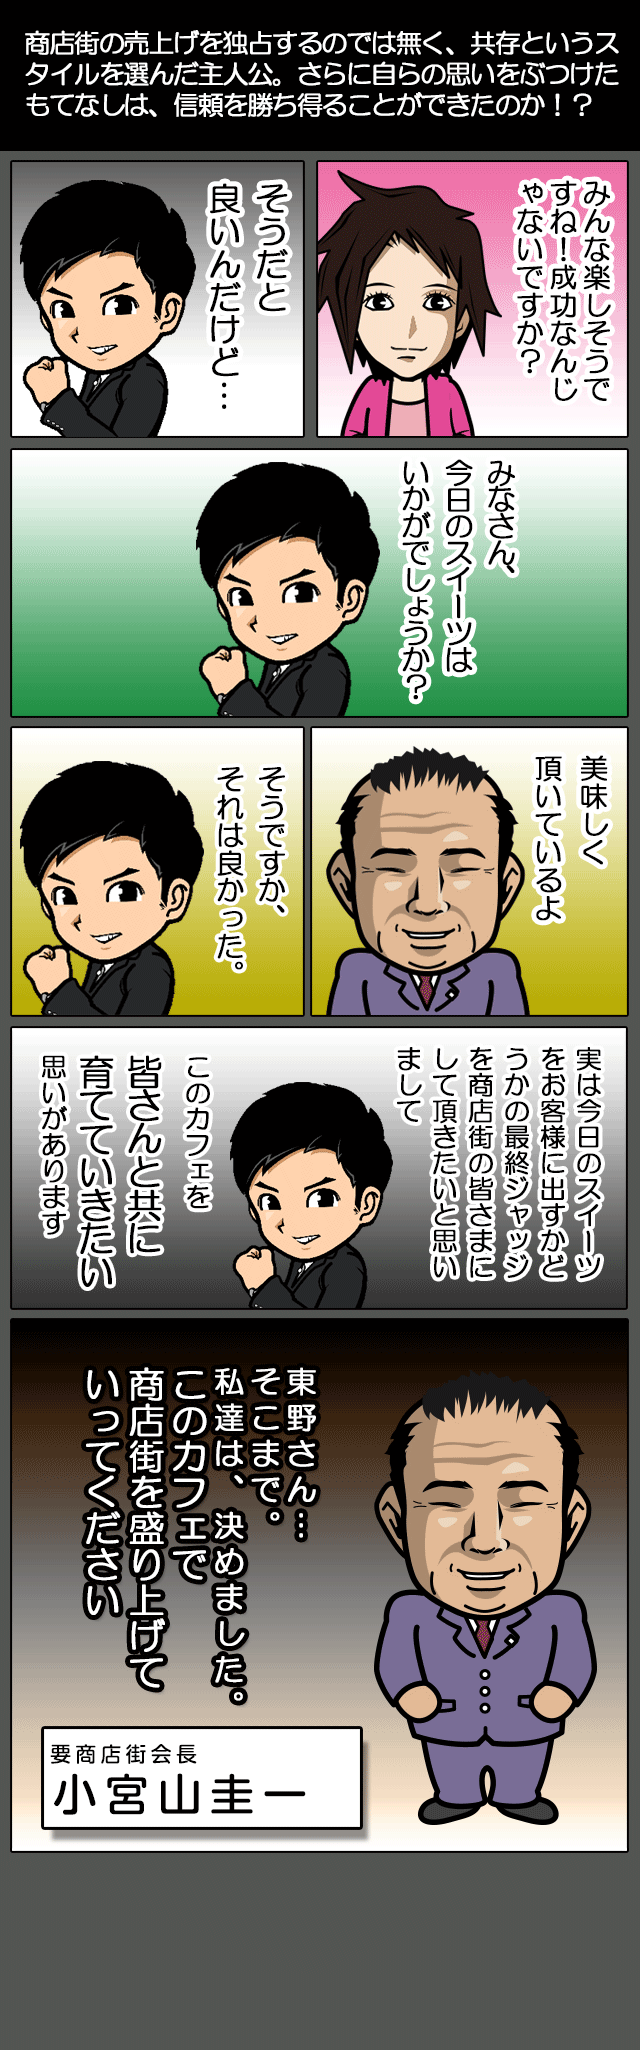 商店街の売上げを独占するのでは無く、共存というス
タイルを選んだ主人公。さらに自らの思いをぶつけた
もてなしは、信頼を勝ち得ることができたのか！？
みんな楽しそうで
すね！成功なんじ
ゃないですか？
そうだと
良いんだけど…
みなさん、
今日のスイーツは
いかがでしょうか？
美味しく
頂いているよ
そうですか、
それは良かった。
実は今日のスイーツ
をお客様に出すかど
うかの最終ジャッジ
を商店街の皆さまに
して頂きたいと思い
まして
このカフェを
皆さんと共に
育てていきたい
思いがあります
東野さん…
そこまで。
私達は、決めました。
このカフェで
商店街を盛り上げて
いってください
要商店街会長
小宮山圭一